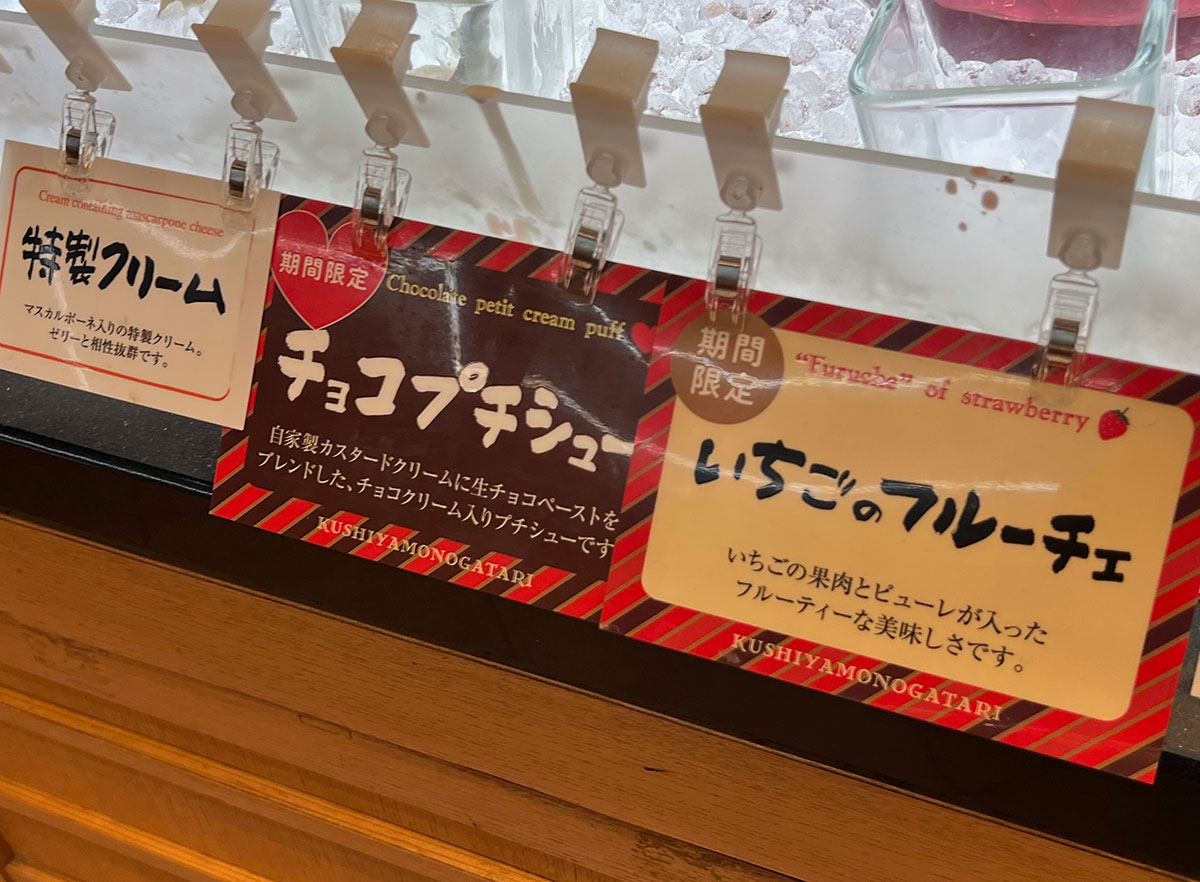 Cream containing mascarpone cheese
特製クリーム
マスカルポーネ入りの特製クリーム。
ゼリーと相性抜群です。
期間限定
Chocolate petit cream puff
チョコプチシュー
自家製カスタードクリームに生チョコペーストを
ブレンドした、チョコクリーム入りプチシューです
KUSHIYAMONOGATARI
期間
限定
"Furuche" of strawberry
いちごのフルーチェ
いちごの果肉とピューレが入った
フルーティーな美味しさです。
KUSHIYAMONOGATARI